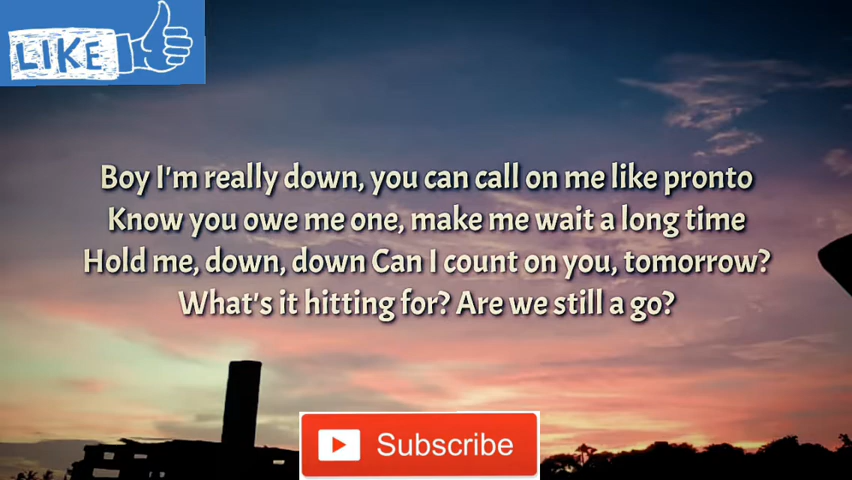 LIKE
Boy I'm really down, you can call on me like pronto
Know you owe me one, make me wait a long time
Hold me, down, down Can I count on you, tomorrow?
What's it hitting for? Are we still a go?
Subscribe